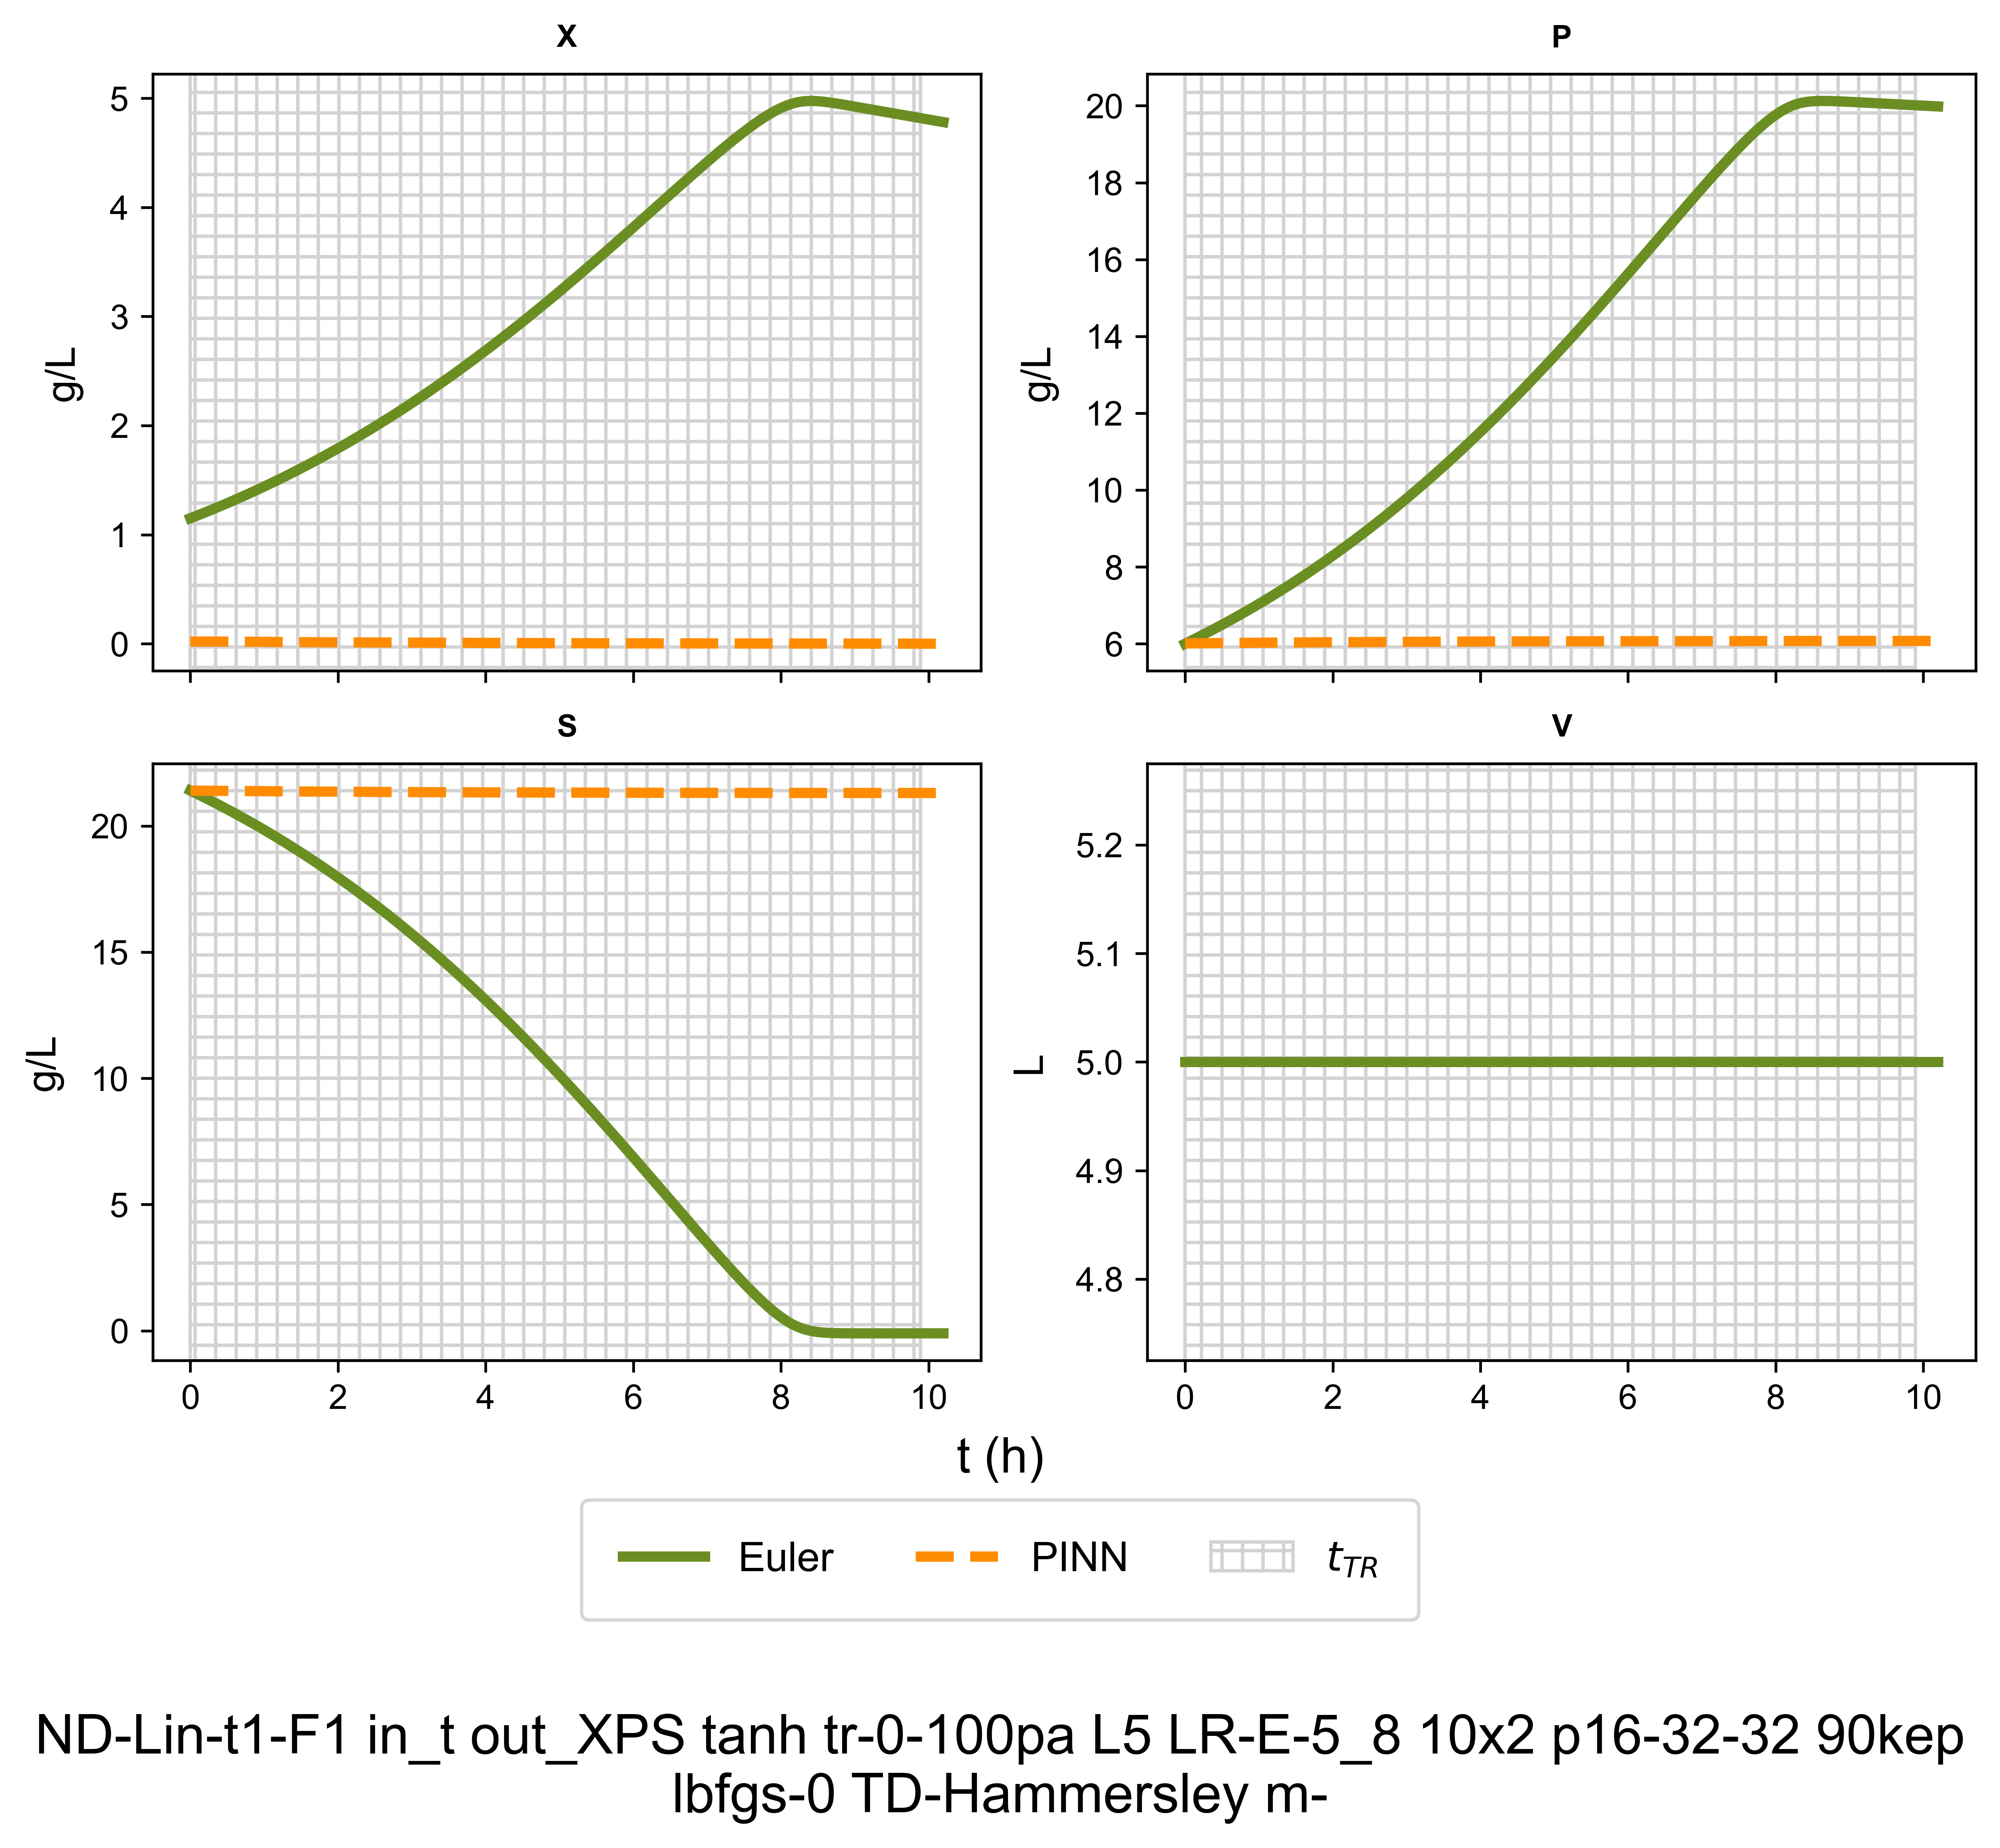 X
P
5
4
3
2
1
0
g/L
20
18
16
14
12
10
8
6
g/L
S
V
20
15
10
5
0
g/L
5.2
5.1
5.0
4.9
4.8
L
0 2 4 6 8 10
0 2 4 6 8 10
t (h)
Euler PINN t_TR
ND-Lin-t1-F1 in_t out_XPS tanh tr-0-100pa L5 LR-E-5_8 10x2 p16-32-32 90kep
lbfgs-0 TD-Hammersley m-